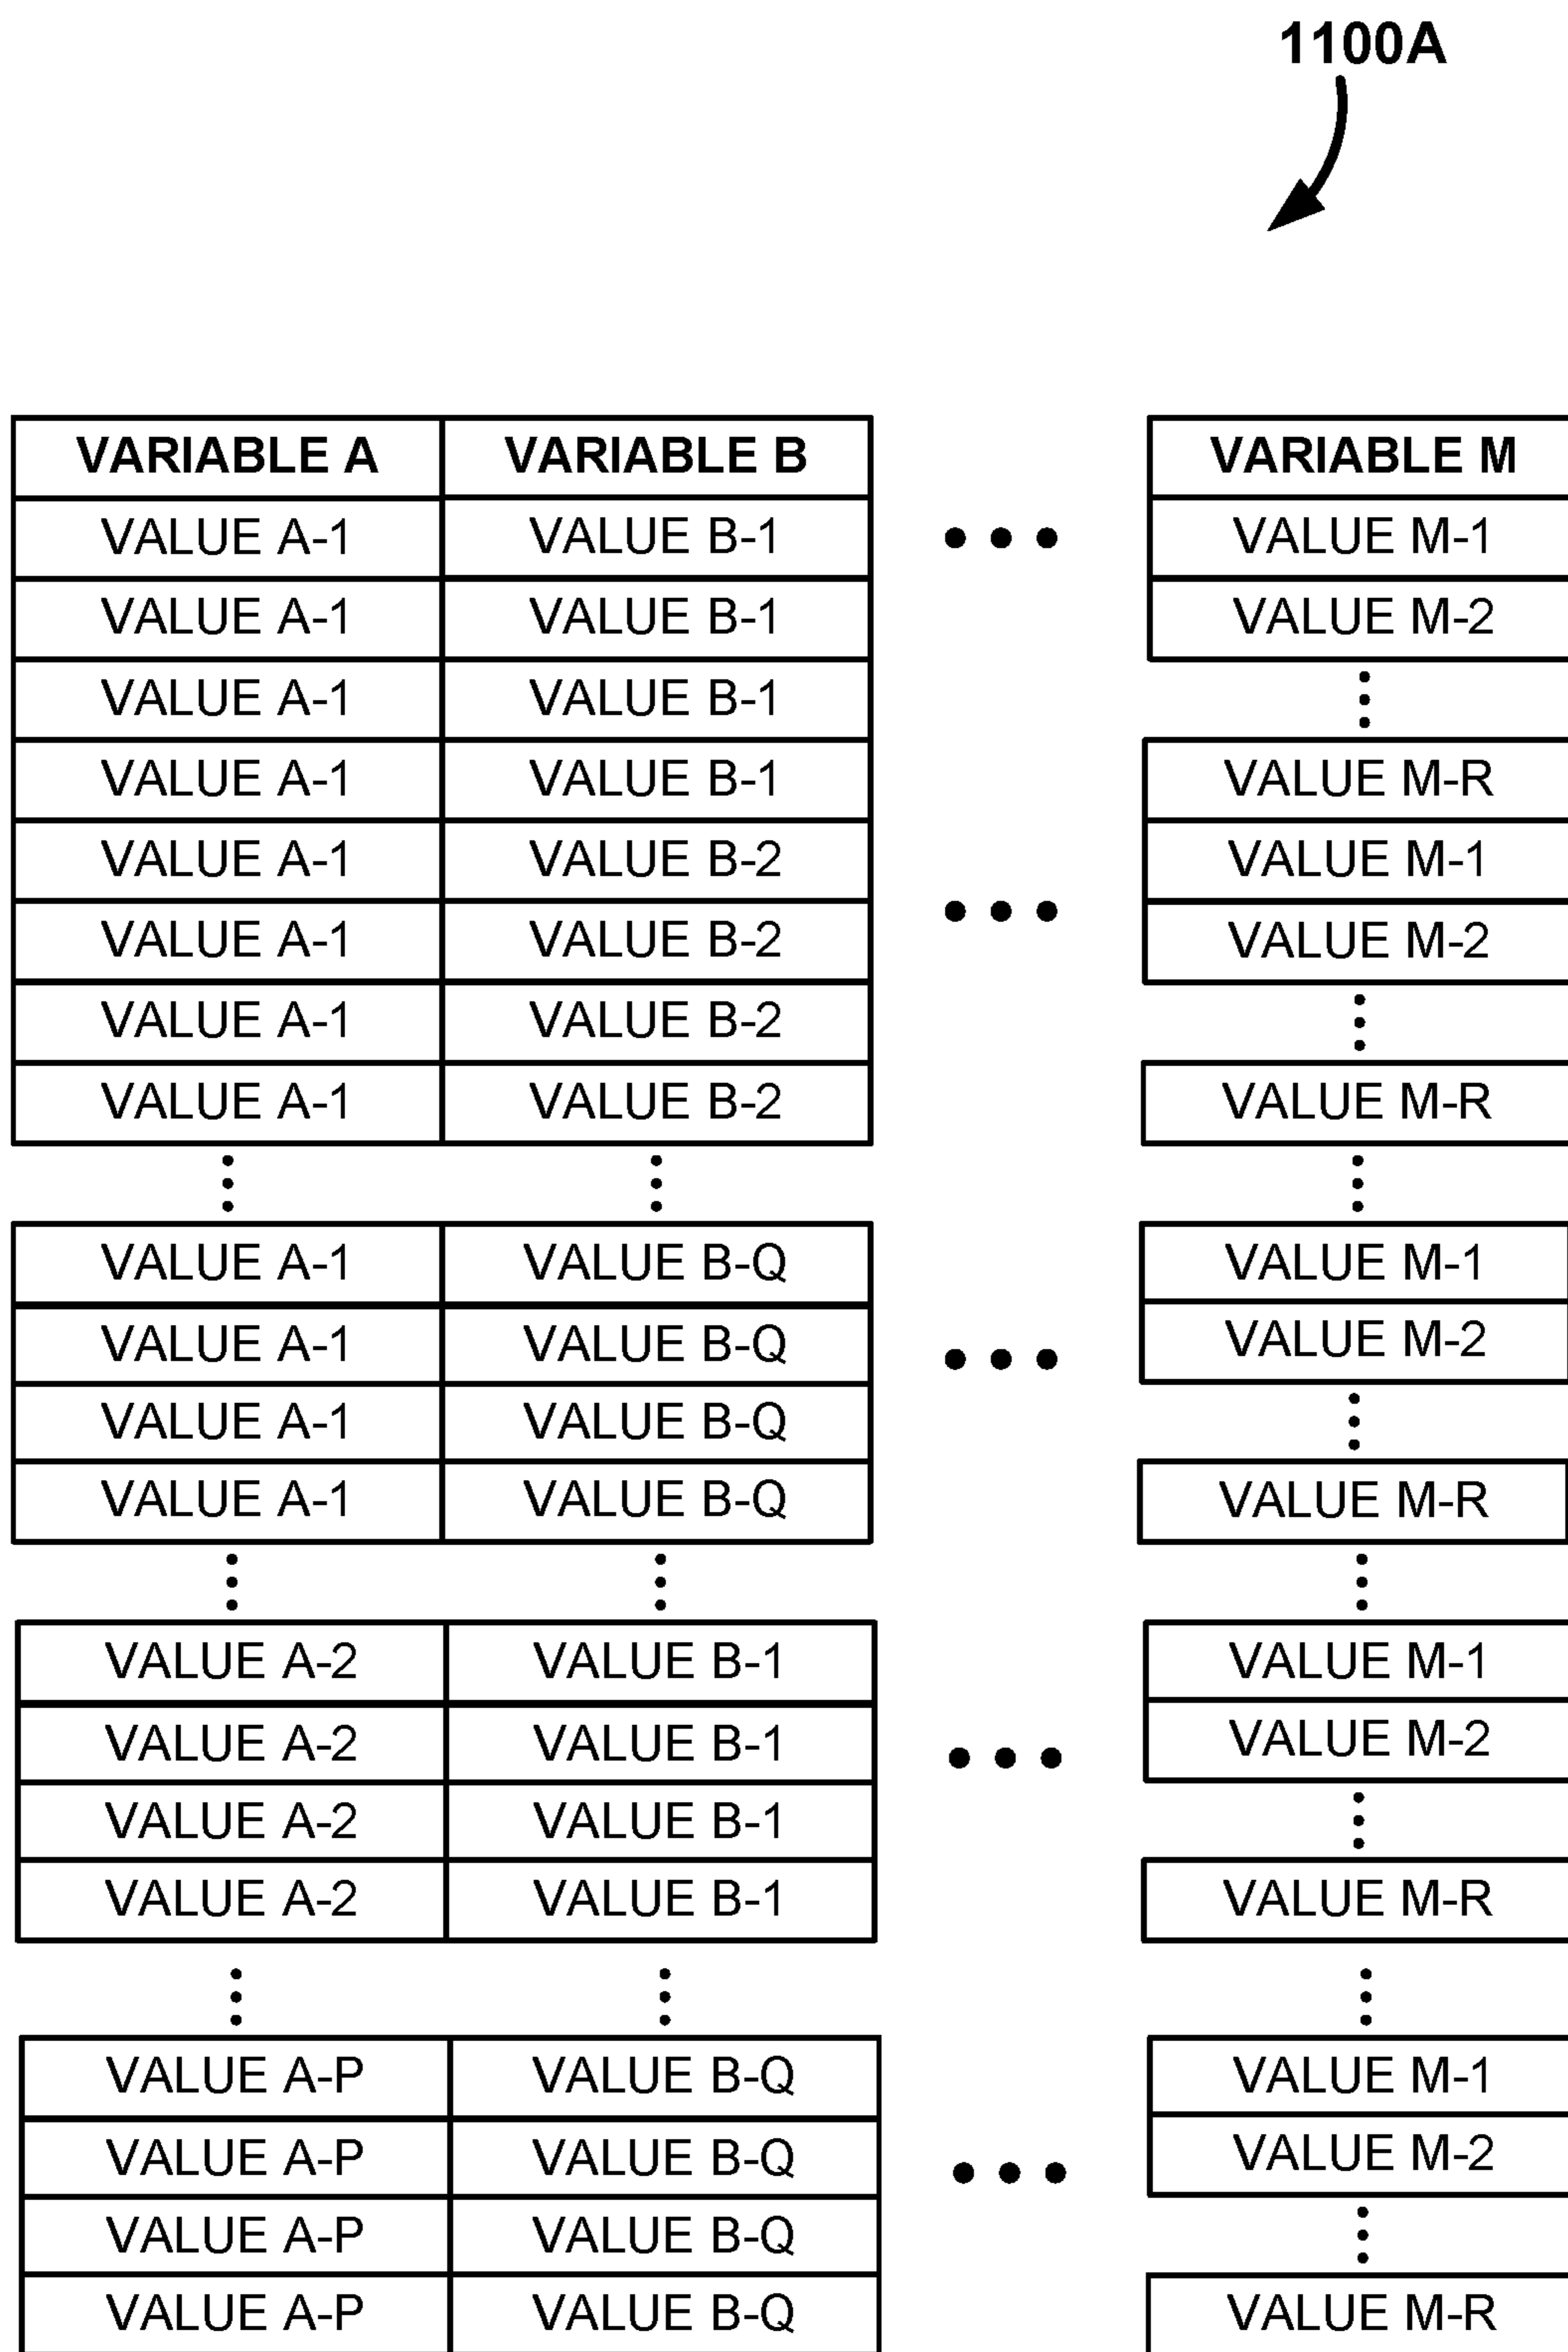 1100A
VARIABLE A VARIABLE B VARIABLE M
VALUE A-1 VALUE B-1 VALUE M-1
VALUE A-1 VALUE B-1 VALUE M-2
VALUE A-1 VALUE B-1
VALUE A-1 VALUE B-1 VALUE M-R
VALUE A-1 VALUE B-2 VALUE M-1
VALUE A-1 VALUE B-2 VALUE M-2
VALUE A-1 VALUE B-2
VALUE A-1 VALUE B-2 VALUE M-R
VALUE A-1 VALUE B-Q VALUE M-1
VALUE A-1 VALUE B-Q VALUE M-2
VALUE A-1 VALUE B-Q
VALUE A-1 VALUE B-Q VALUE M-R
VALUE A-2 VALUE B-1 VALUE M-1
VALUE A-2 VALUE B-1 VALUE M-2
VALUE A-2 VALUE B-1
VALUE A-2 VALUE B-1 VALUE M-R
VALUE A-P VALUE B-Q VALUE M-1
VALUE A-P VALUE B-Q VALUE M-2
VALUE A-P VALUE B-Q
VALUE A-P VALUE B-Q VALUE M-R